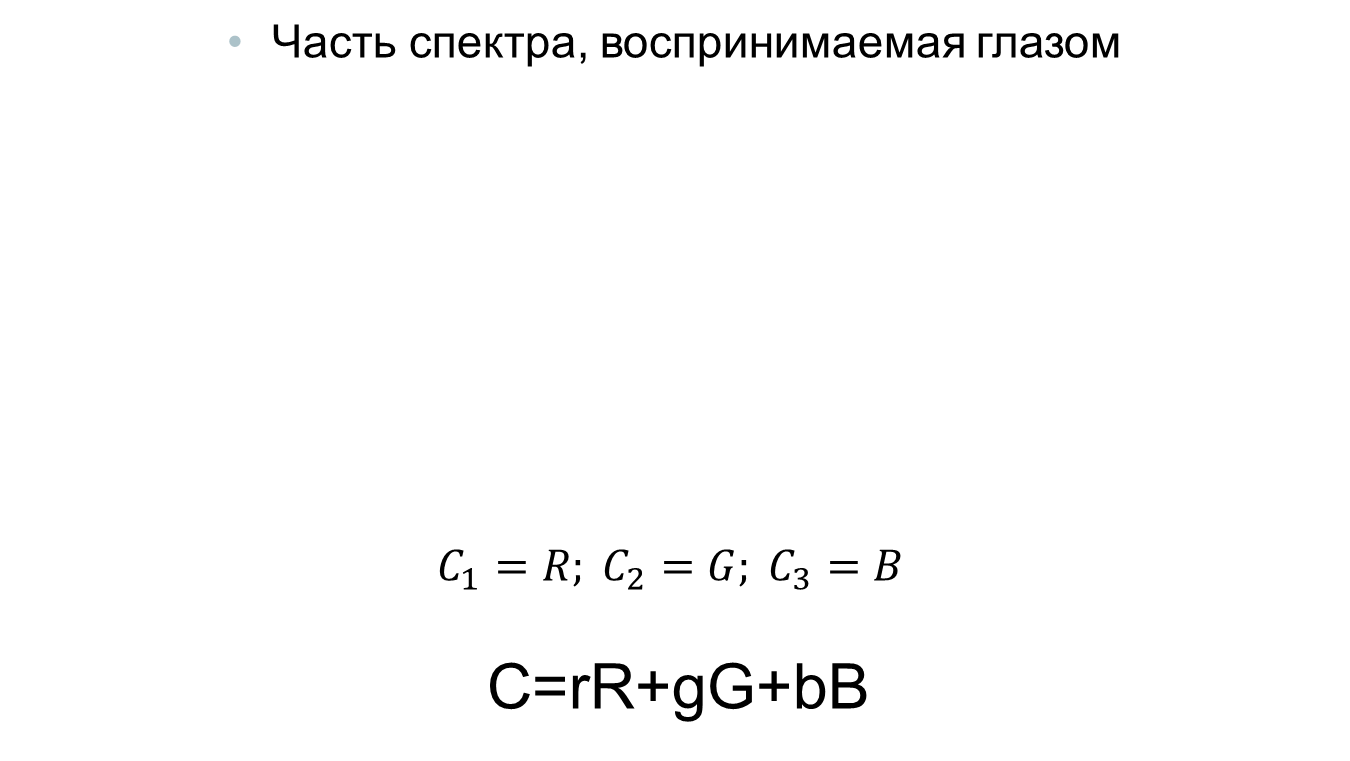 • Часть спектра, воспринимаемая глазом
C₁ = R; C₂ = G; C₃ = B
C=rR+gG+bB